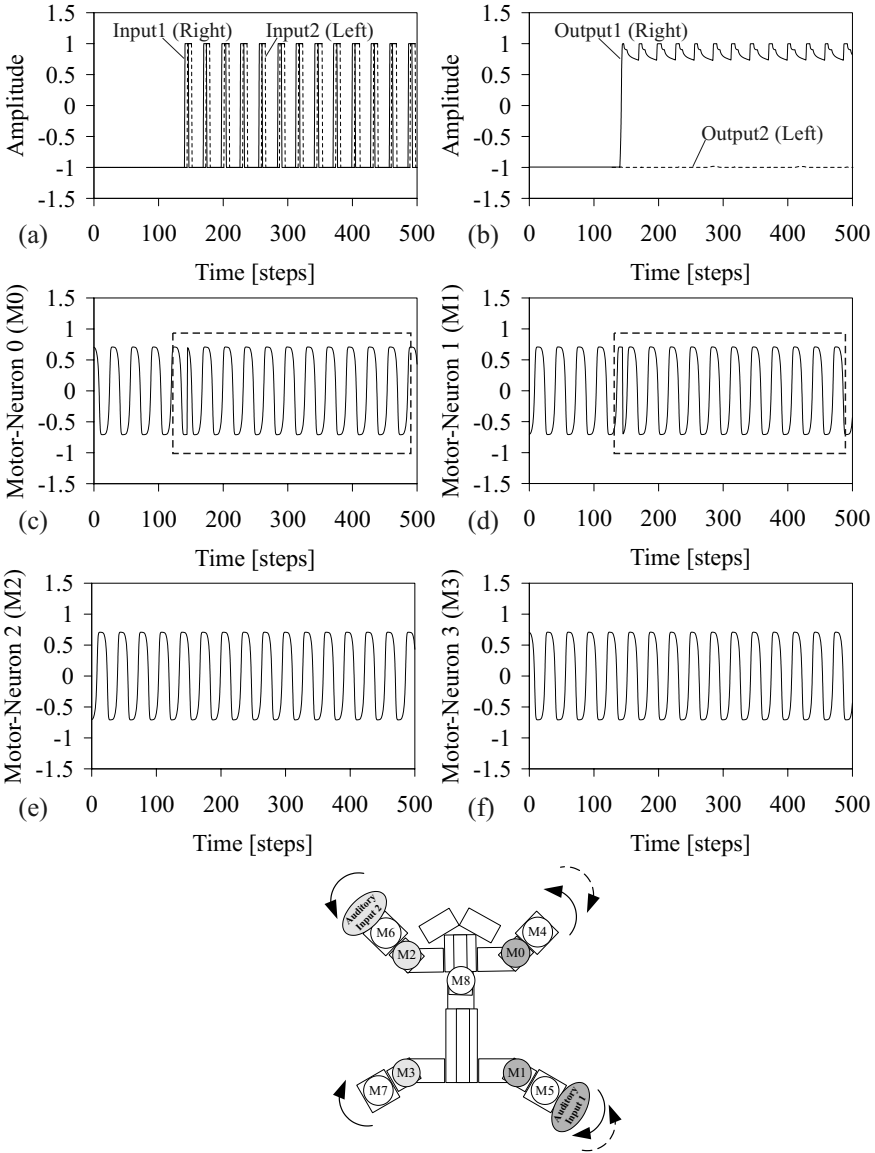 Amplitude
1.5
1
0.5
0
-0.5
-1
-1.5
Input1 (Right)
Input2 (Left)
0 100 200 300 400 500
Time [steps]
(a)
Amplitude
1.5
1
0.5
0
-0.5
-1
-1.5
Output1 (Right)
Output2 (Left)
0 100 200 300 400 500
Time [steps]
(b)
Motor-Neuron 0 (M0)
1.5
1
0.5
0
-0.5
-1
-1.5
0 100 200 300 400 500
Time [steps]
(c)
Motor-Neuron 1 (M1)
1.5
1
0.5
0
-0.5
-1
-1.5
0 100 200 300 400 500
Time [steps]
(d)
Motor-Neuron 2 (M2)
1.5
1
0.5
0
-0.5
-1
-1.5
0 100 200 300 400 500
Time [steps]
(e)
Motor-Neuron 3 (M3)
1.5
1
0.5
0
-0.5
-1
-1.5
0 100 200 300 400 500
Time [steps]
(f)
Auditory
Input 2
M6
M4
M2
M0
M8
M3
M1
M7
M5
Auditory
Input 1